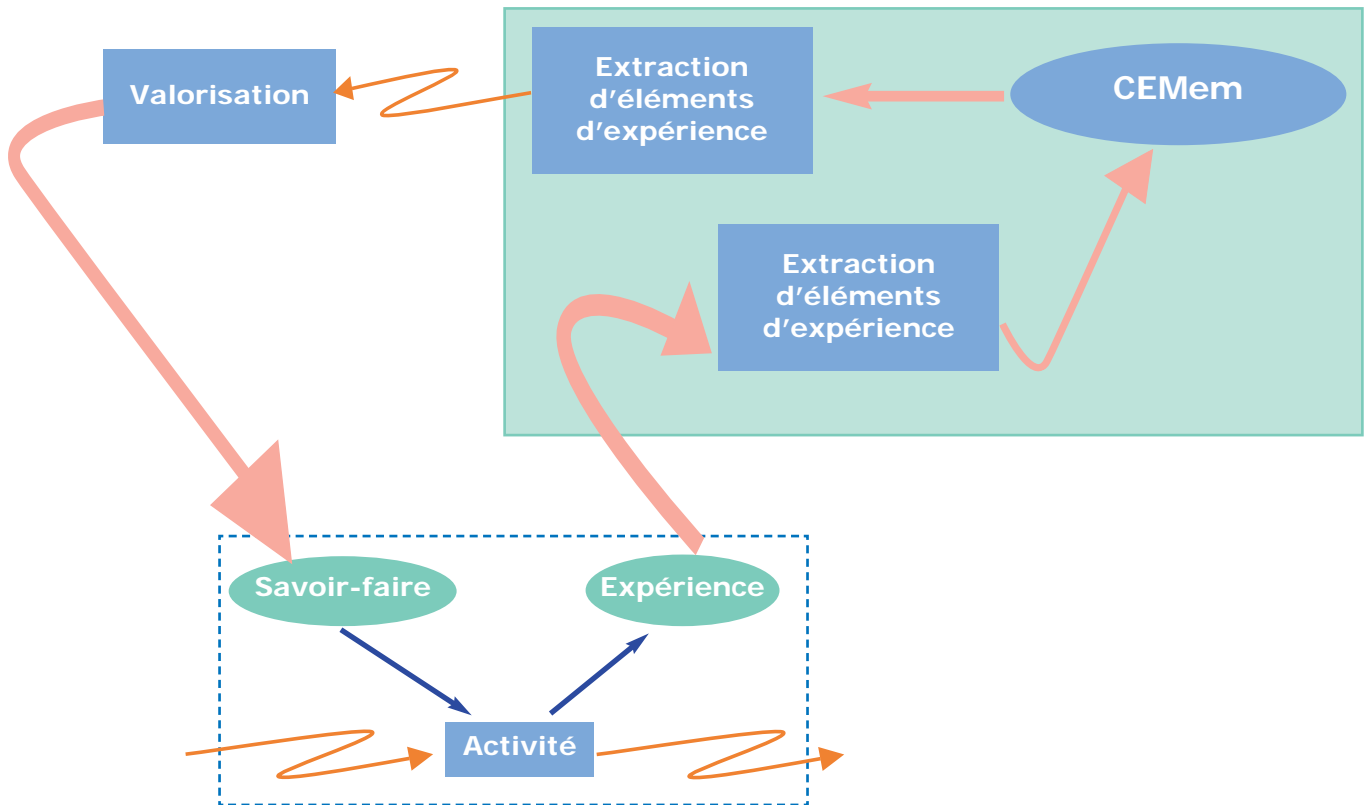 Valorisation
Extraction
d'éléments
d'expérience
CEMem
Extraction
d'éléments
d'expérience
Savoir-faire
Expérience
Activité